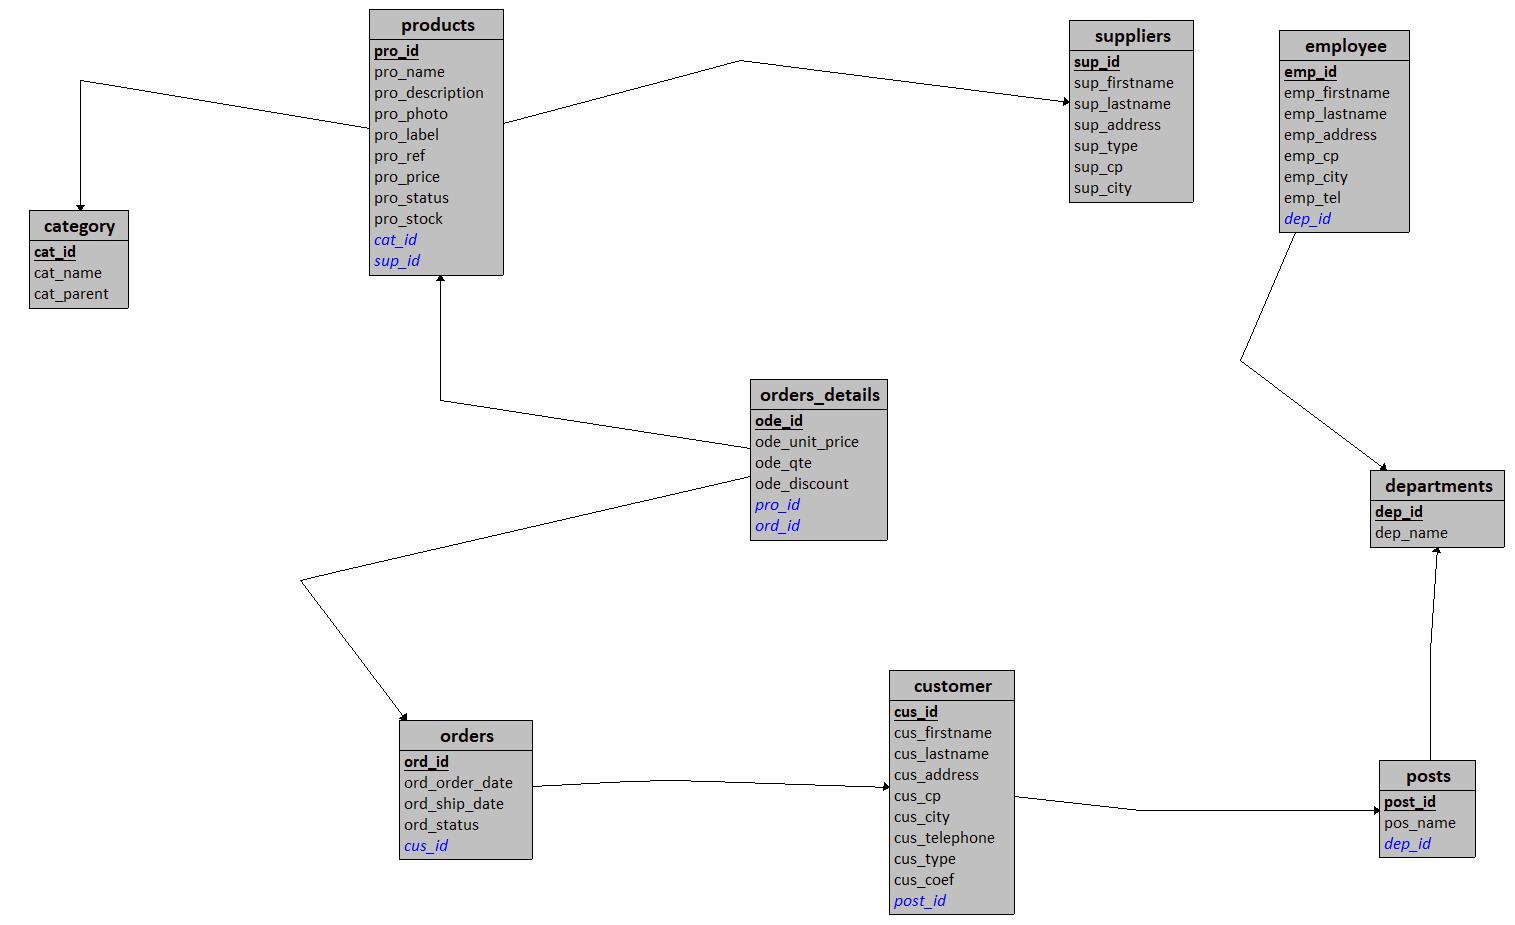 products
pro_id
pro_name
pro_description
pro_photo
pro_label
pro_ref
pro_price
pro_status
pro_stock
cat_id
sup_id
suppliers
sup_id
sup_firstname
sup_lastname
sup_address
sup_type
sup_cp
sup_city
employee
emp_id
emp_firstname
emp_lastname
emp_address
emp_cp
emp_city
emp_tel
dep_id
category
cat_id
cat_name
cat_parent
orders_details
ode_id
ode_unit_price
ode_qte
ode_discount
pro_id
ord_id
departments
dep_id
dep_name
orders
ord_id
ord_order_date
ord_ship_date
ord_status
cus_id
customer
cus_id
cus_firstname
cus_lastname
cus_address
cus_cp
cus_city
cus_telephone
cus_type
cus_coef
post_id
posts
post_id
pos_name
dep_id